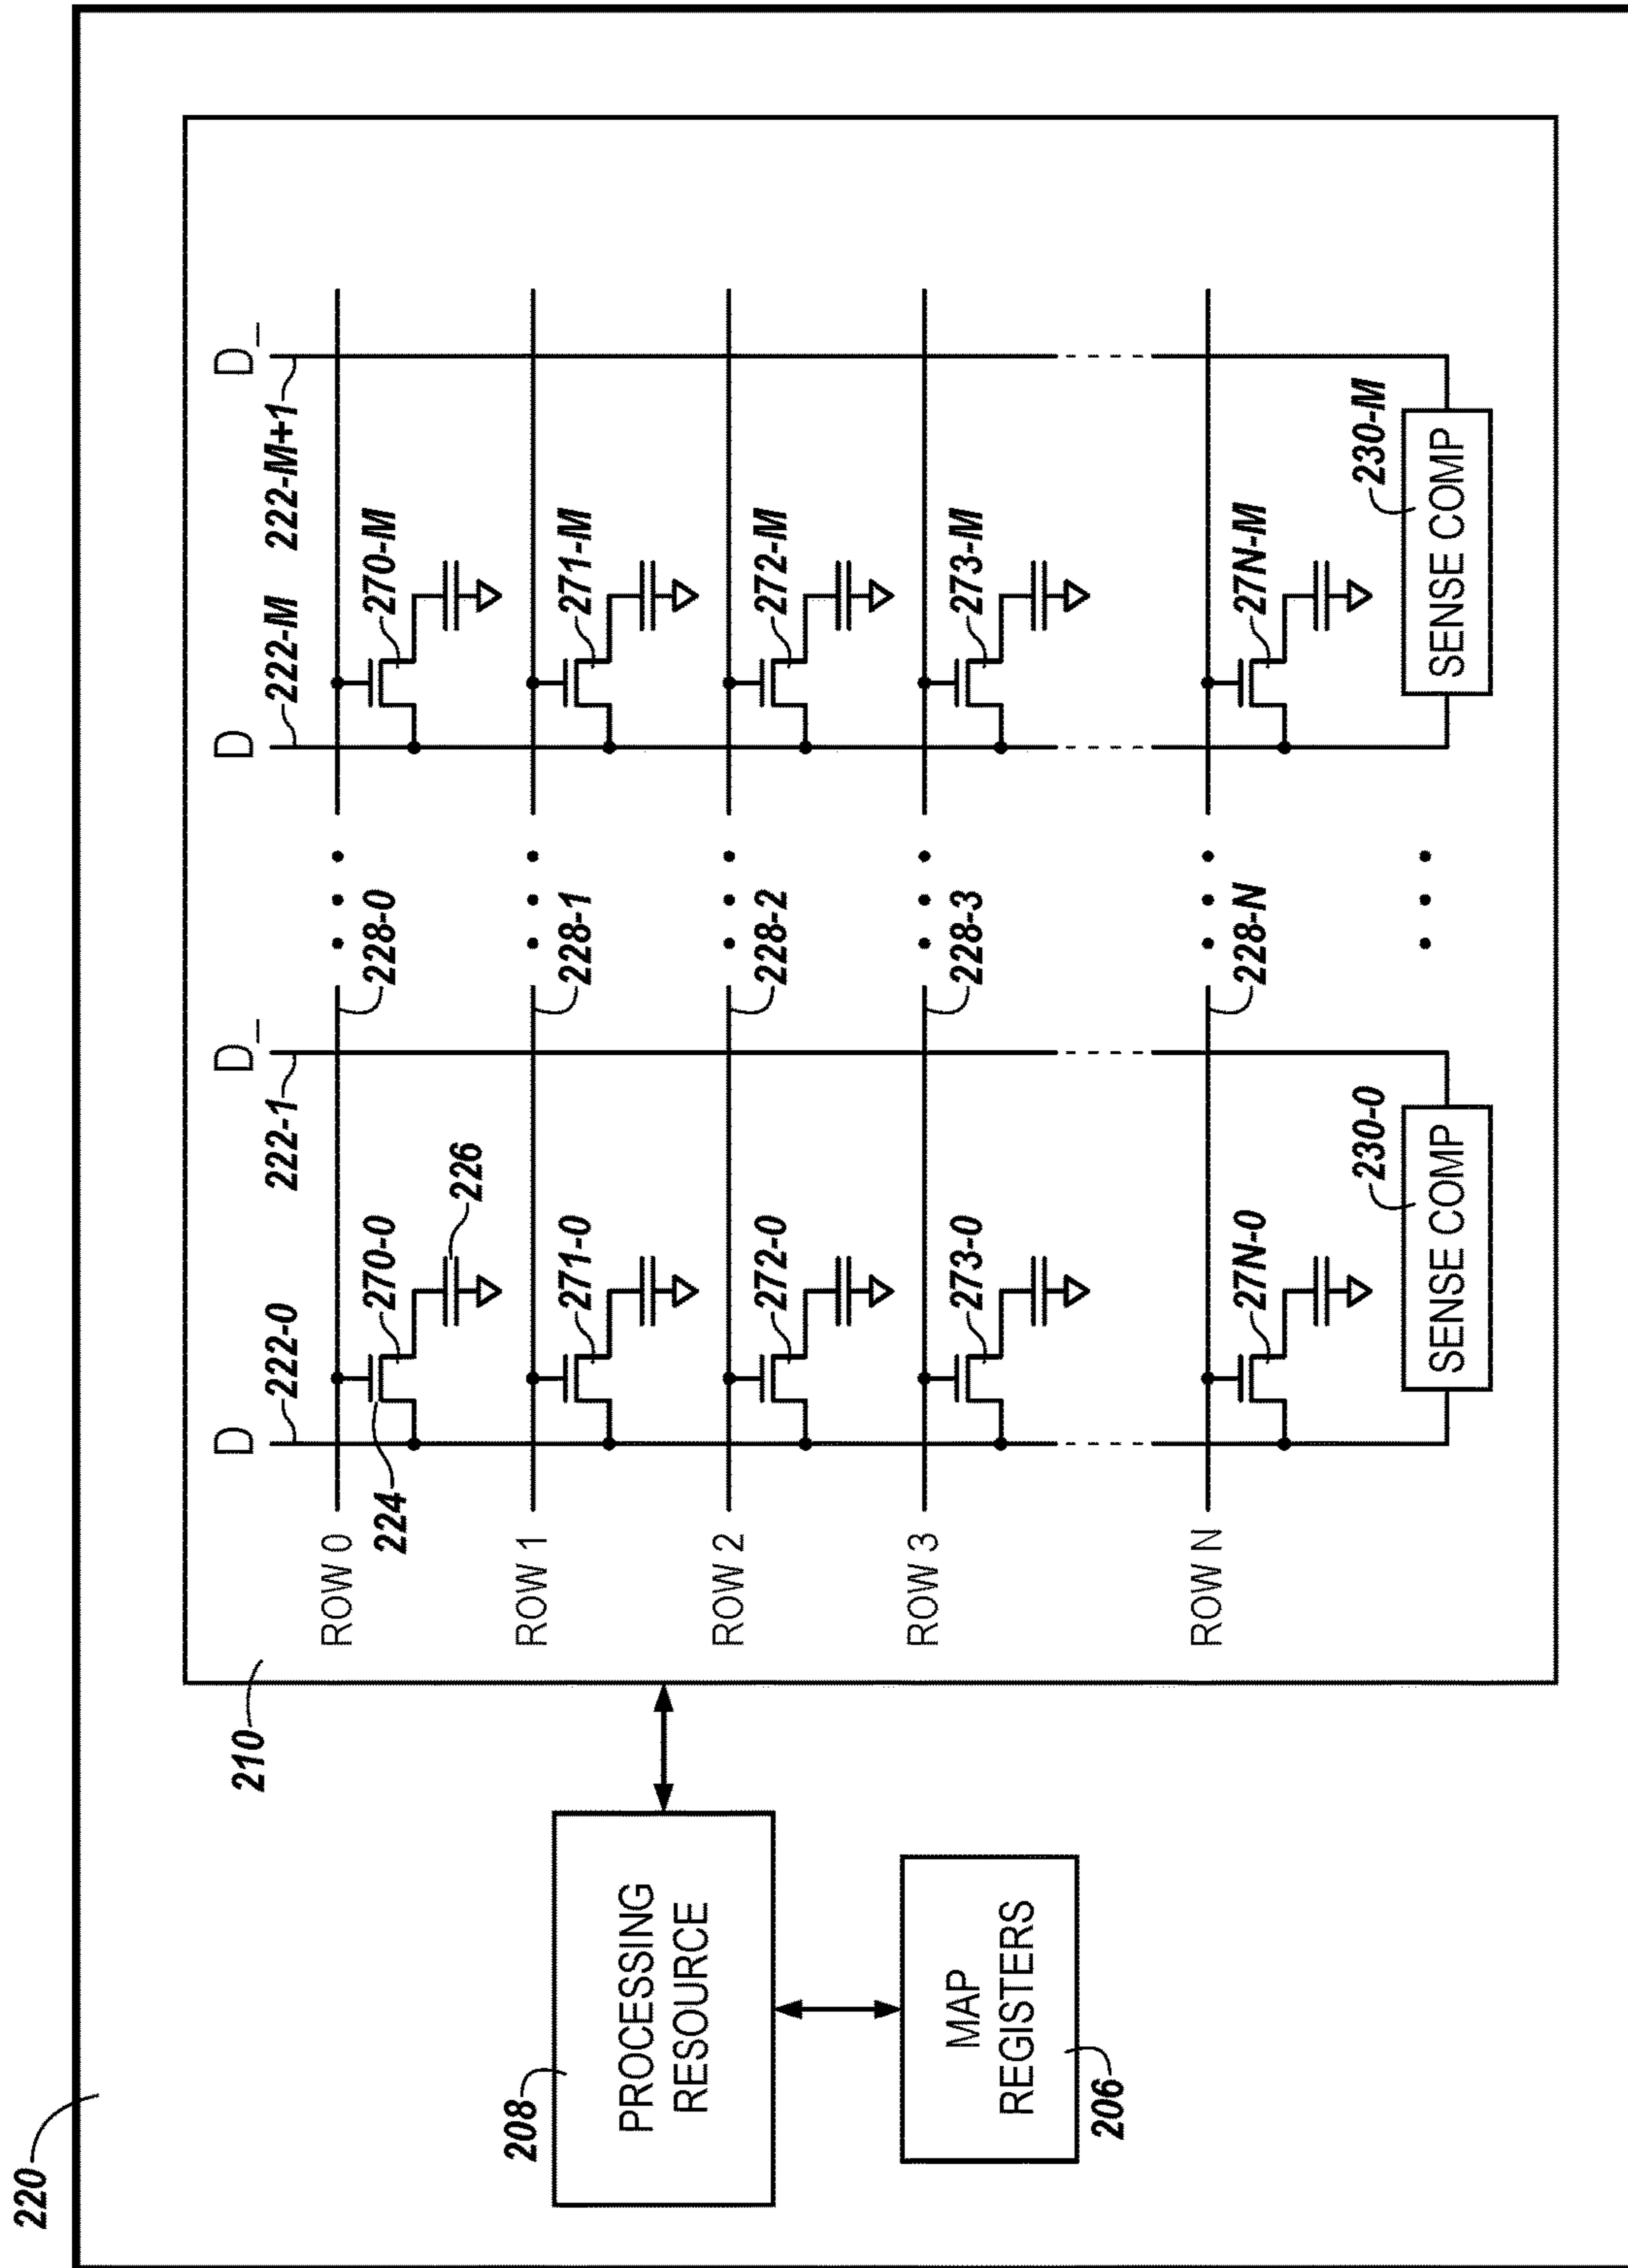 220
210
208
PROCESSING
RESOURCE
MAP
REGISTERS
206
D
222-0
222-1
D_
D
222-M
222-M+1
D_
ROW 0
224
270-0
226
228-0
270-M
ROW 1
271-0
228-1
271-M
ROW 2
272-0
228-2
272-M
ROW 3
273-0
228-3
273-M
ROW N
27N-0
228-N
27N-M
230-0
SENSE COMP
230-M
SENSE COMP